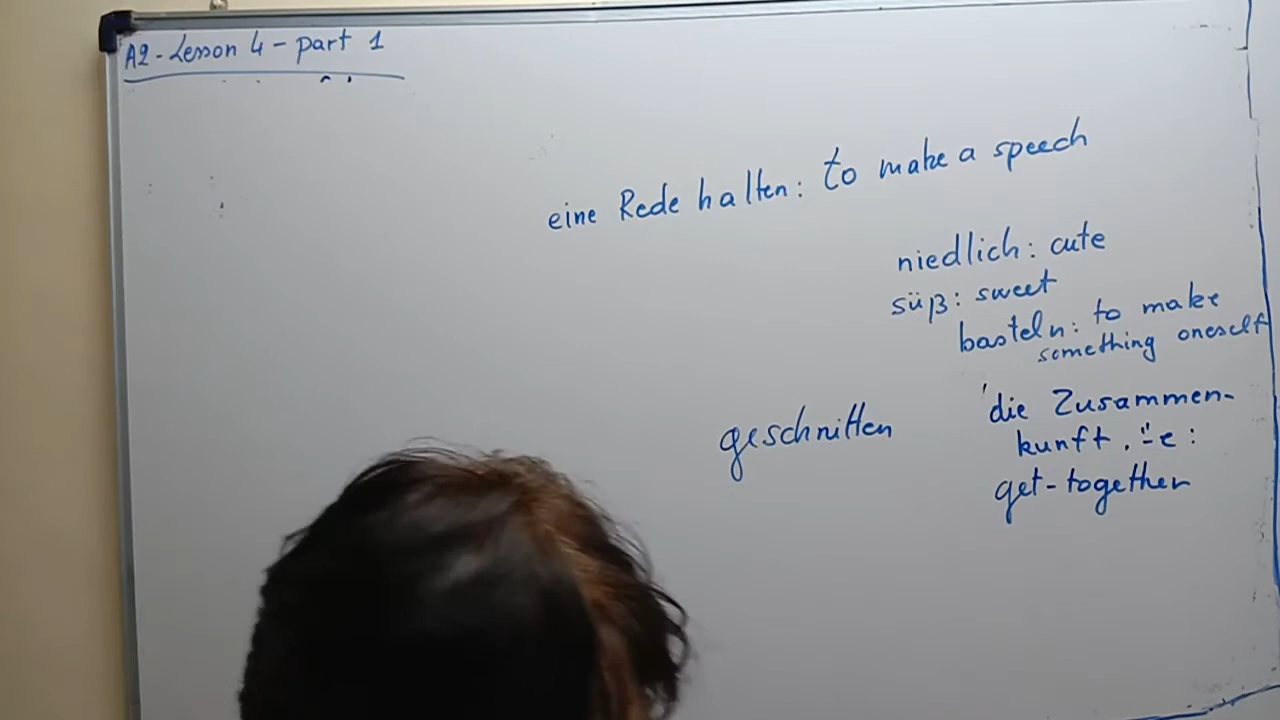 A2 - Lesson 4 - part 1
eine Rede halten: to make a speech
niedlich: cute
süß: sweet
basteln: to make
something oneself
geschnitten
die Zusammen-
kunft, ⸚e:
get-together